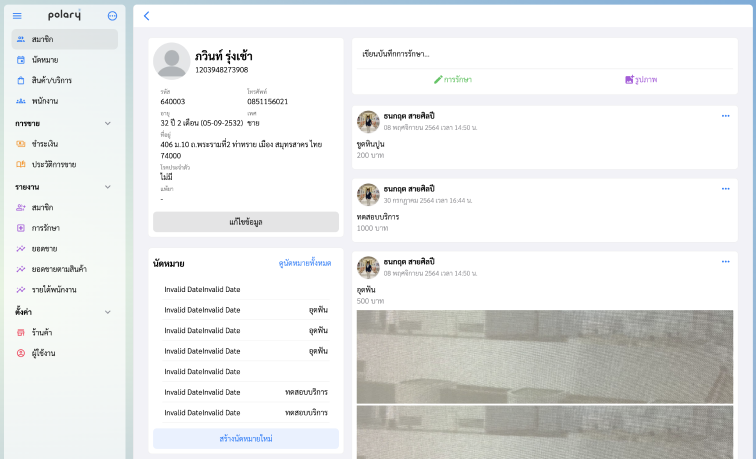 polary
สมาชิก
นัดหมาย
สินค้า/บริการ
พนักงาน
การขาย
ชำระเงิน
ประวัติการขาย
รายงาน
สมาชิก
การรักษา
ยอดขาย
ยอดขายตามสินค้า
รายได้พนักงาน
ตั้งค่า
ร้านค้า
ผู้ใช้งาน
ภวินท์ รุ่งเช้า
1203948273908
รหัส
โทรศัพท์
640003
0851156021
อายุ
เพศ
32 ปี 2 เดือน (05-09-2532)
ชาย
ที่อยู่
406 ม.10 ถ.พระรามที่2 ท่าทราย เมือง สมุทรสาคร ไทย
74000
โรคประจำตัว
ไม่มี
แพ้ยา
-
แก้ไขข้อมูล
นัดหมาย
ดูนัดหมายทั้งหมด
Invalid DateInvalid Date
Invalid DateInvalid Date อุดฟัน
Invalid DateInvalid Date อุดฟัน
Invalid DateInvalid Date อุดฟัน
Invalid DateInvalid Date
Invalid DateInvalid Date ทดสอบบริการ
Invalid DateInvalid Date ทดสอบบริการ
สร้างนัดหมายใหม่
เขียนบันทึกการรักษา...
การรักษา
รูปภาพ
ธนกฤต สายศิลป์
08 พฤศจิกายน 2564 เวลา 14:50 น.
ขูดหินปูน
200 บาท
ธนกฤต สายศิลป์
30 กรกฎาคม 2564 เวลา 16:44 น.
ทดสอบบริการ
1000 บาท
ธนกฤต สายศิลป์
08 พฤศจิกายน 2564 เวลา 14:50 น.
อุดฟัน
500 บาท